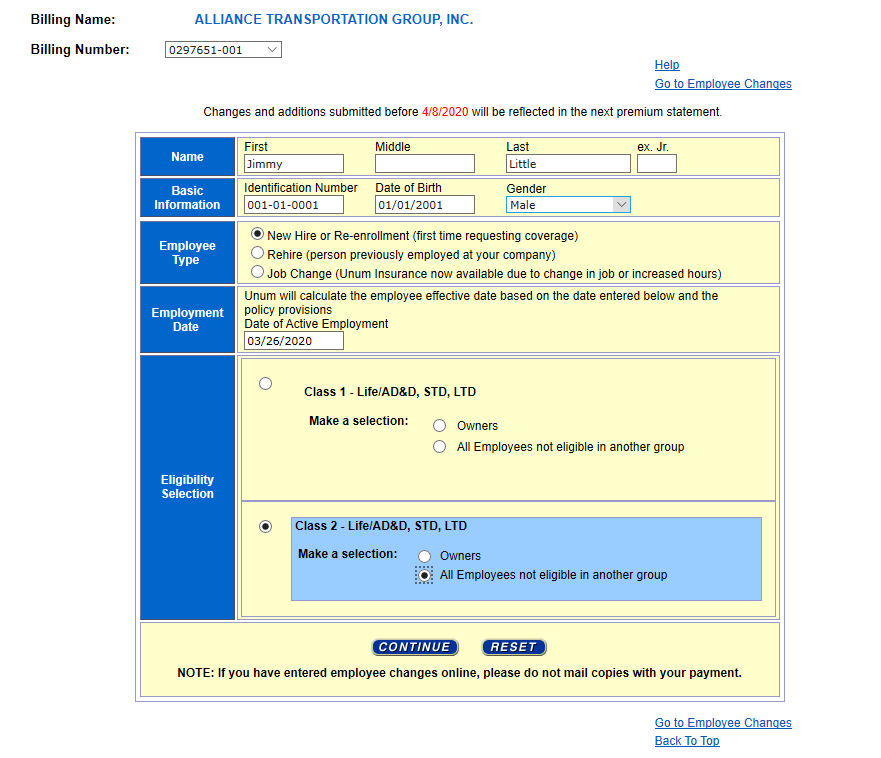 Billing Name: ALLIANCE TRANSPORTATION GROUP, INC.
Billing Number: 0297651-001
Help
Go to Employee Changes
Changes and additions submitted before 4/8/2020 will be reflected in the next premium statement.
Name
First Middle Last ex. Jr.
Jimmy Little
Basic Information
Identification Number Date of Birth Gender
001-01-0001 01/01/2001 Male
Employee Type
New Hire or Re-enrollment (first time requesting coverage)
Rehire (person previously employed at your company)
Job Change (Unum Insurance now available due to change in job or increased hours)
Employment Date
Unum will calculate the employee effective date based on the date entered below and the
policy provisions
Date of Active Employment
03/26/2020
Eligibility Selection
Class 1 - Life/AD&D, STD, LTD
Make a selection: Owners
All Employees not eligible in another group
Class 2 - Life/AD&D, STD, LTD
Make a selection: Owners
All Employees not eligible in another group
CONTINUE RESET
NOTE: If you have entered employee changes online, please do not mail copies with your payment.
Go to Employee Changes
Back To Top